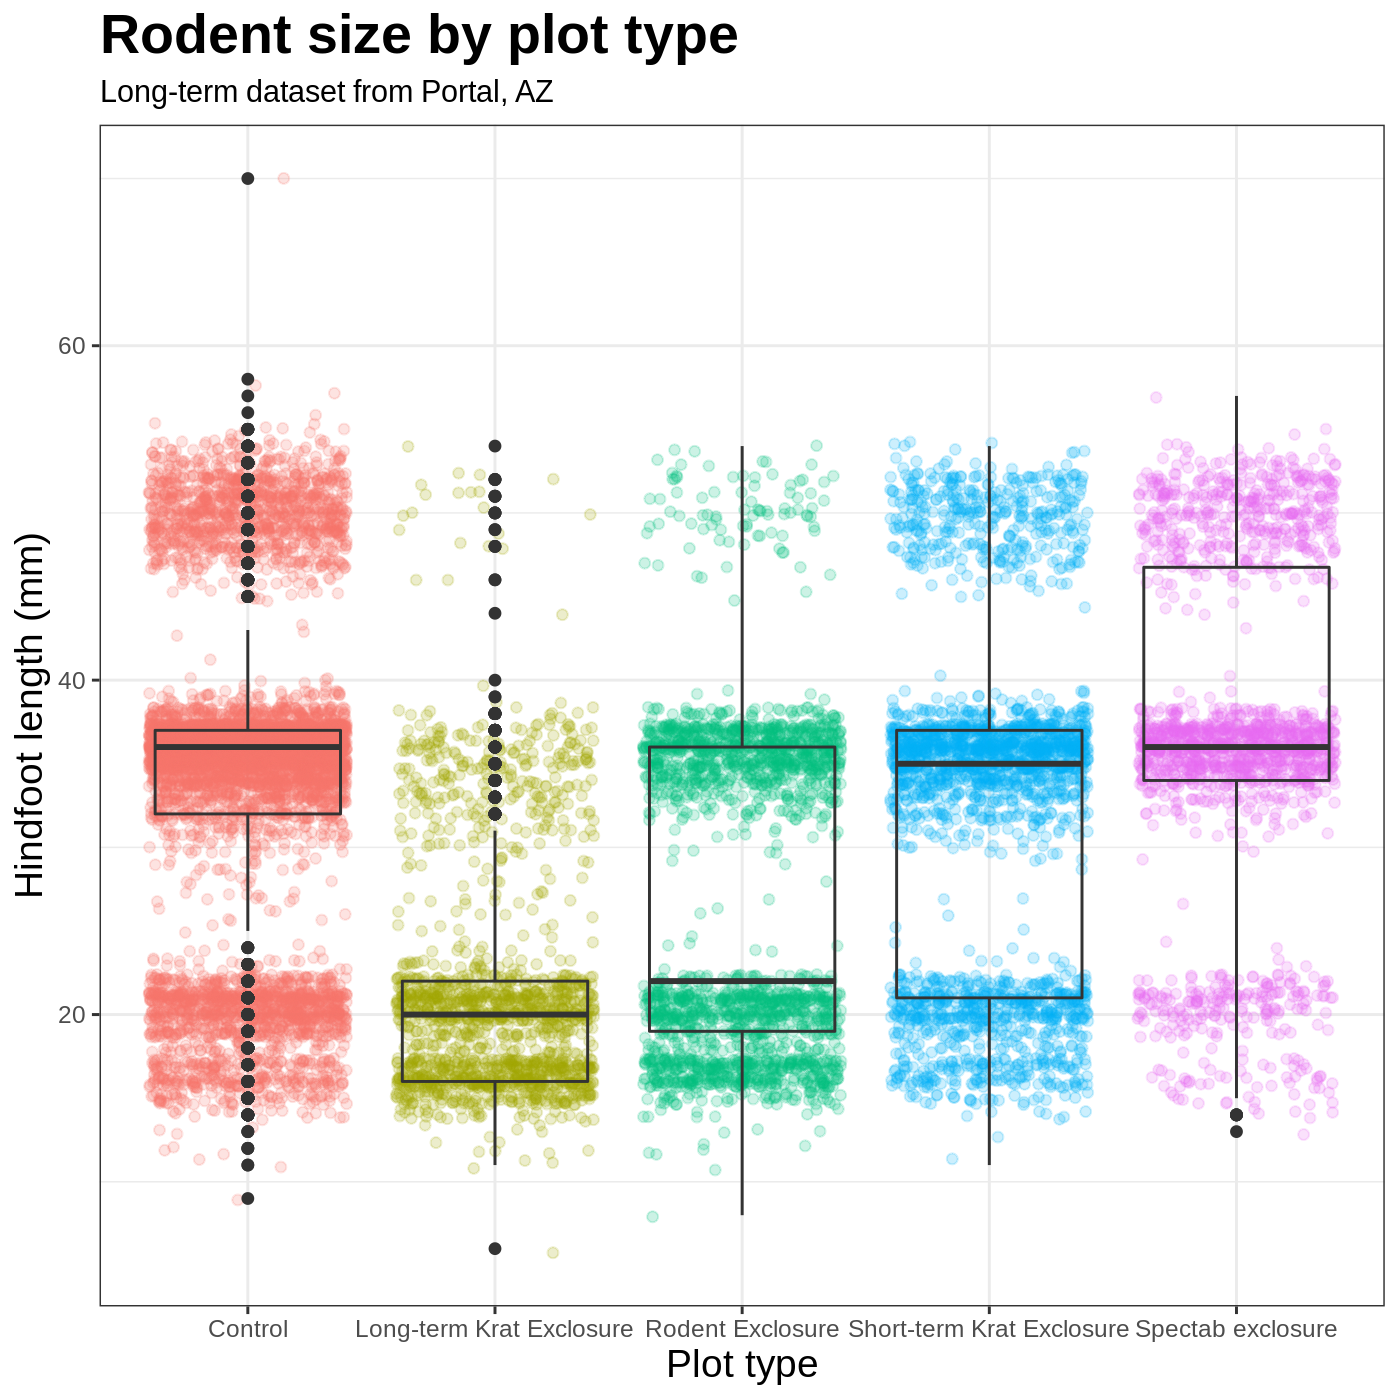 Rodent size by plot type
Long-term dataset from Portal, AZ
Hindfoot length (mm)
60
40
20
Control Long-term Krat Exclosure Rodent Exclosure Short-term Krat Exclosure Spectab exclosure
Plot type